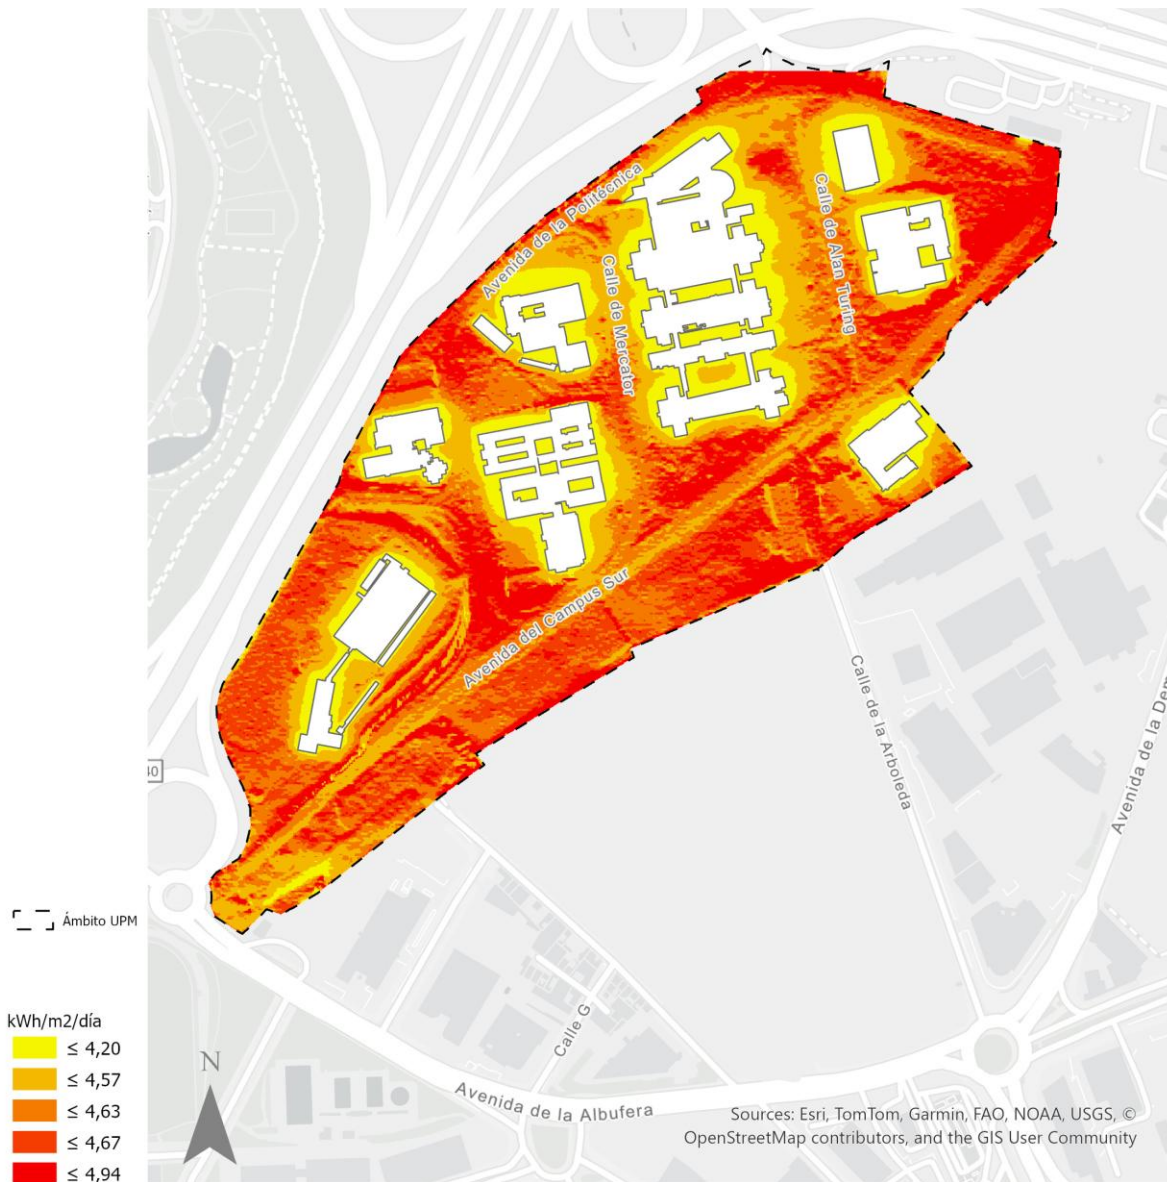 Avenida de la Politécnica
Calle de Mercator
Calle de Alan Turing
Avenida del Campus Sur
Calle de la Arboleda
Avenida de la Dem
40
Ámbito UPM
Calle G
Avenida de la Albufera
kWh/m2/día
≤ 4,20
≤ 4,57
≤ 4,63
≤ 4,67
≤ 4,94
N
Sources: Esri, TomTom, Garmin, FAO, NOAA, USGS, ©
OpenStreetMap contributors, and the GIS User Community